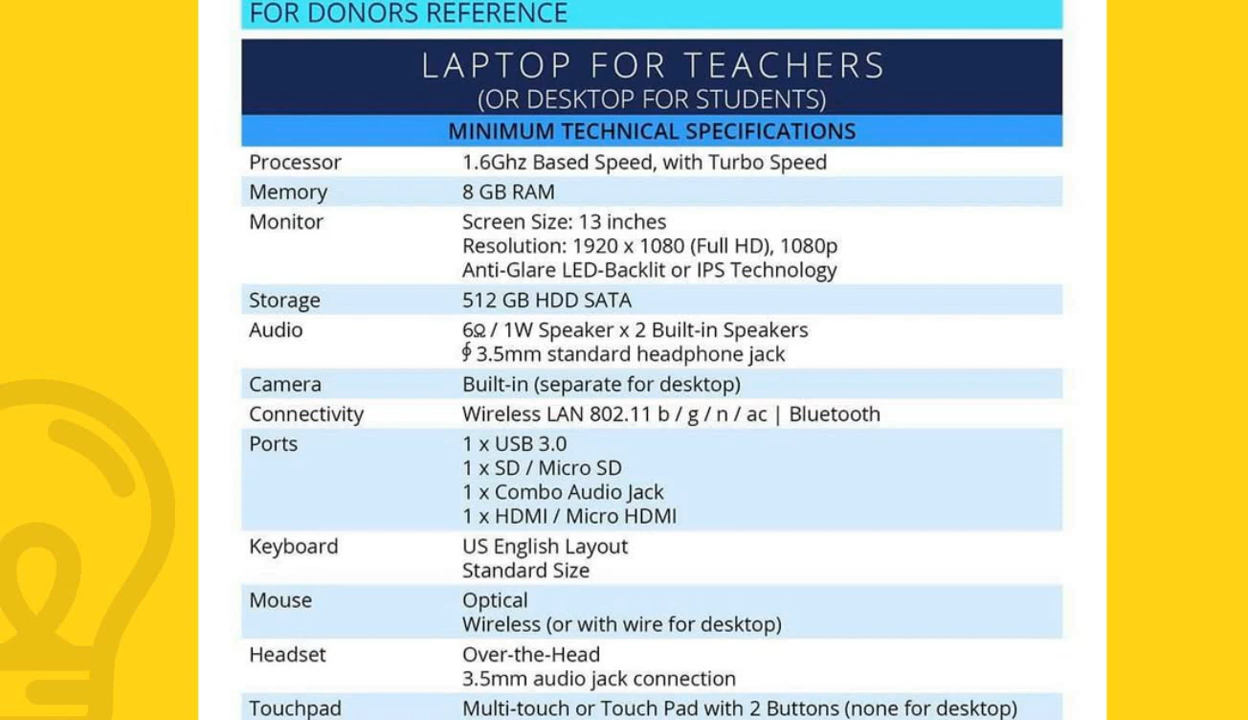 FOR DONORS REFERENCE
LAPTOP FOR TEACHERS
(OR DESKTOP FOR STUDENTS)
MINIMUM TECHNICAL SPECIFICATIONS
Processor 1.6Ghz Based Speed, with Turbo Speed
Memory 8 GB RAM
Monitor Screen Size: 13 inches
Resolution: 1920 x 1080 (Full HD), 1080p
Anti-Glare LED-Backlit or IPS Technology
Storage 512 GB HDD SATA
Audio 6Ω / 1W Speaker x 2 Built-in Speakers
∮ 3.5mm standard headphone jack
Camera Built-in (separate for desktop)
Connectivity Wireless LAN 802.11 b / g / n / ac | Bluetooth
Ports 1 x USB 3.0
1 x SD / Micro SD
1 x Combo Audio Jack
1 x HDMI / Micro HDMI
Keyboard US English Layout
Standard Size
Mouse Optical
Wireless (or with wire for desktop)
Headset Over-the-Head
3.5mm audio jack connection
Touchpad Multi-touch or Touch Pad with 2 Buttons (none for desktop)